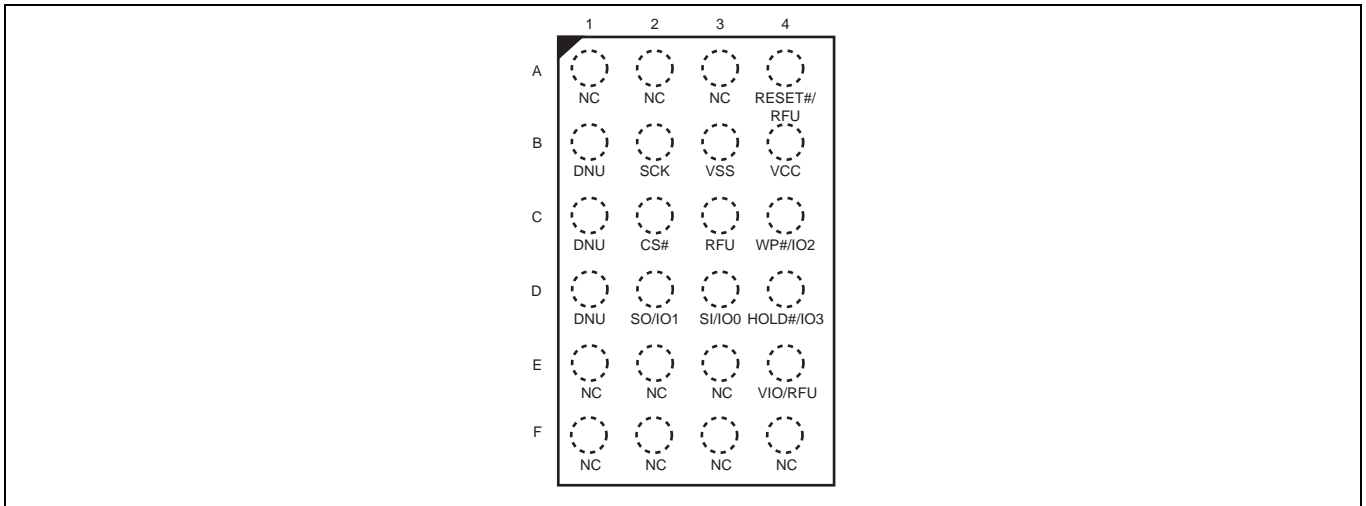 1 2 3 4
A
NC NC NC RESET#/
RFU
B
DNU SCK VSS VCC
C
DNU CS# RFU WP#/IO2
D
DNU SO/IO1 SI/IO0 HOLD#/IO3
E
NC NC NC VIO/RFU
F
NC NC NC NC